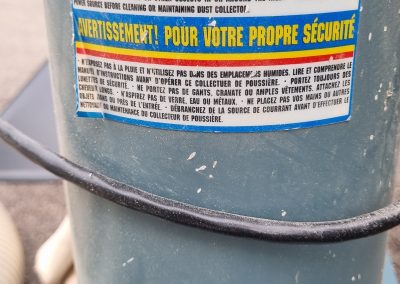 POWER SOURCE BEFORE CLEANING OR MAINTAINING DUST COLLECTOR.
AVERTISSEMENT! POUR VOTRE PROPRE SÉCURITÉ
· N'EXPOSEZ PAS À LA PLUIE ET N'UTILISEZ PAS DANS DES EMPLACEMENTS HUMIDES. LIRE ET COMPRENDRE LE
MANUEL D'INSTRUCTIONS AVANT D'OPÉRER CE COLLECTUER DE POUSSIÈRE. · PORTEZ TOUJOURS DES
LUNETTES DE SÉCURITÉ. · NE PORTEZ PAS DE GANTS, CRAVATE OU AMPLES VÊTEMENTS. ATTACHEZ LES
CHEVEUX LONGS. · N'ASPIREZ PAS DE VERRE, EAU OU MÉTAUX. · NE PLACEZ PAS VOS MAINS OU AUTRES
OBJETS DANS OU PRÈS DE L'ENTRÉE. · DÉBRANCHEZ DE LA SOURCE DE COURRANT AVANT D'EFFECTUER LE
NETTOYAGE OU MAINTENANCE DU COLLECTEUR DE POUSSIÈRE.